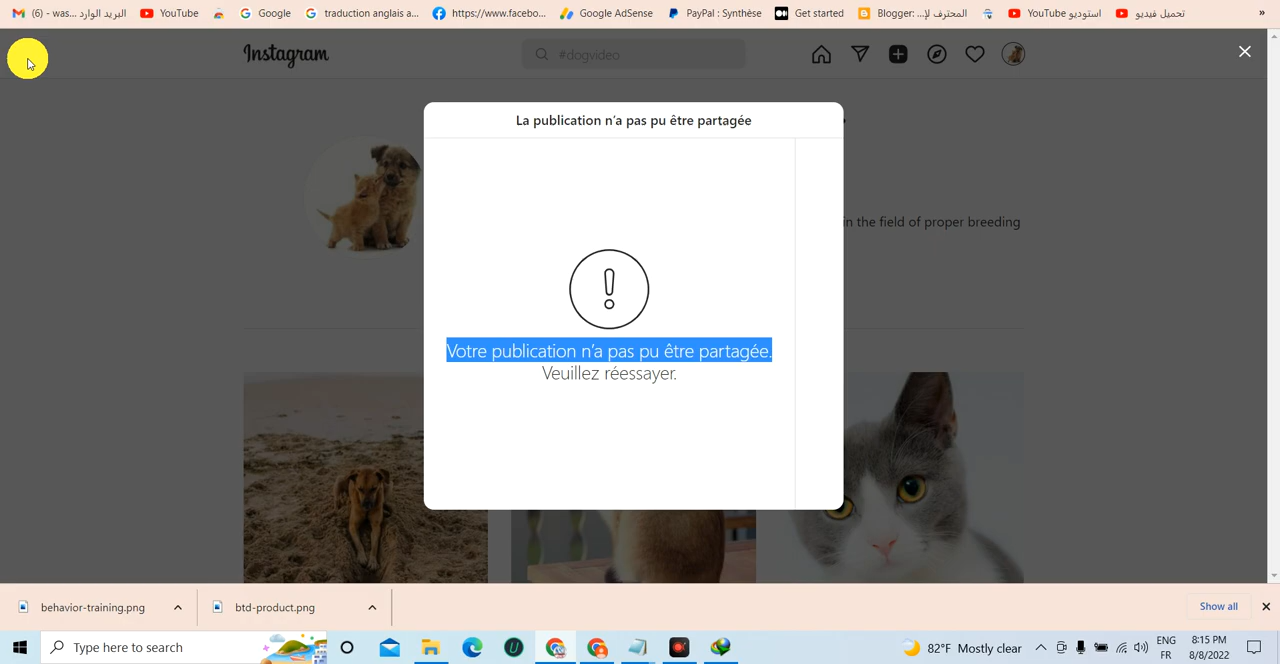 (6) - was... البريد الوارد
YouTube
Google
traduction anglais a...
https://www.facebo...
Google AdSense
PayPal : Synthèse
Get started
Blogger: ...المحترف لإ
YouTube استوديو
تحميل فيديو
»
Instagram
#dogvideo
La publication n'a pas pu être partagée
in the field of proper breeding
Votre publication n'a pas pu être partagée.
Veuillez réessayer.
behavior-training.png
btd-product.png
Show all
Type here to search
82°F Mostly clear
ENG
FR
8:15 PM
8/8/2022